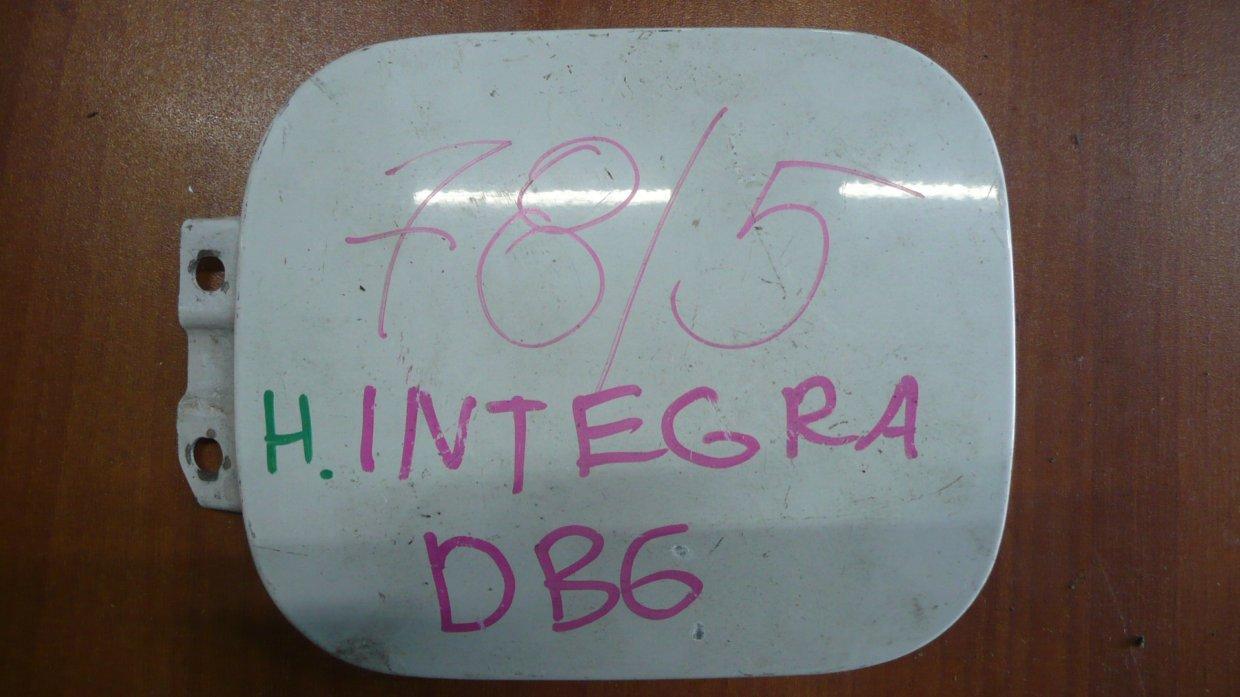 78/5
H. INTEGRA
DB6